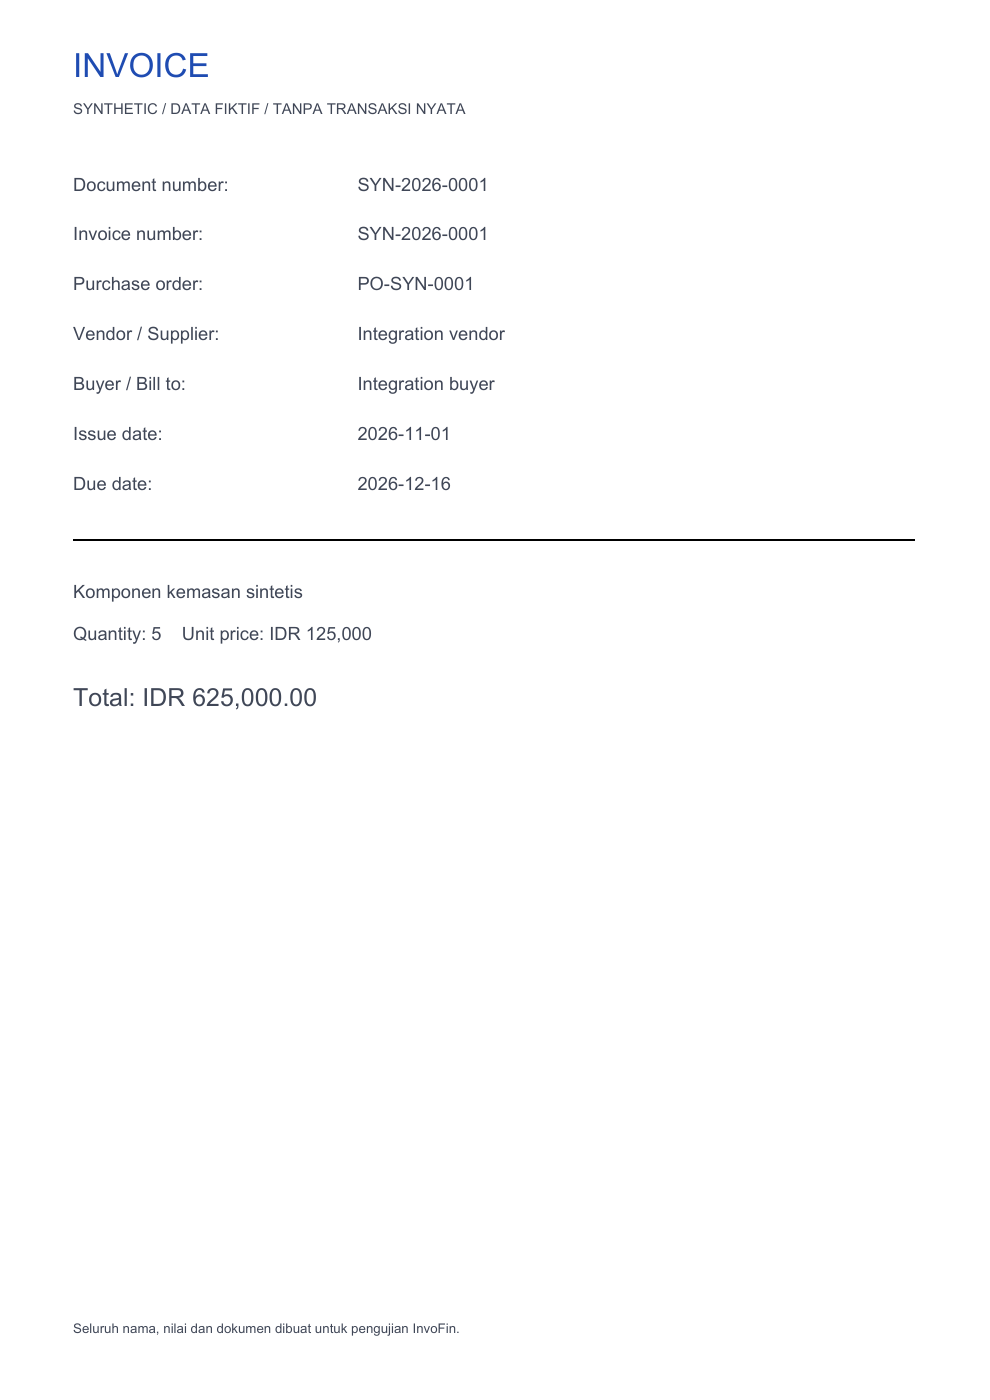 INVOICE
SYNTHETIC / DATA FIKTIF / TANPA TRANSAKSI NYATA
Document number: SYN-2026-0001
Invoice number: SYN-2026-0001
Purchase order: PO-SYN-0001
Vendor / Supplier: Integration vendor
Buyer / Bill to: Integration buyer
Issue date: 2026-11-01
Due date: 2026-12-16
Komponen kemasan sintetis
Quantity: 5 Unit price: IDR 125,000
Total: IDR 625,000.00
Seluruh nama, nilai dan dokumen dibuat untuk pengujian InvoFin.